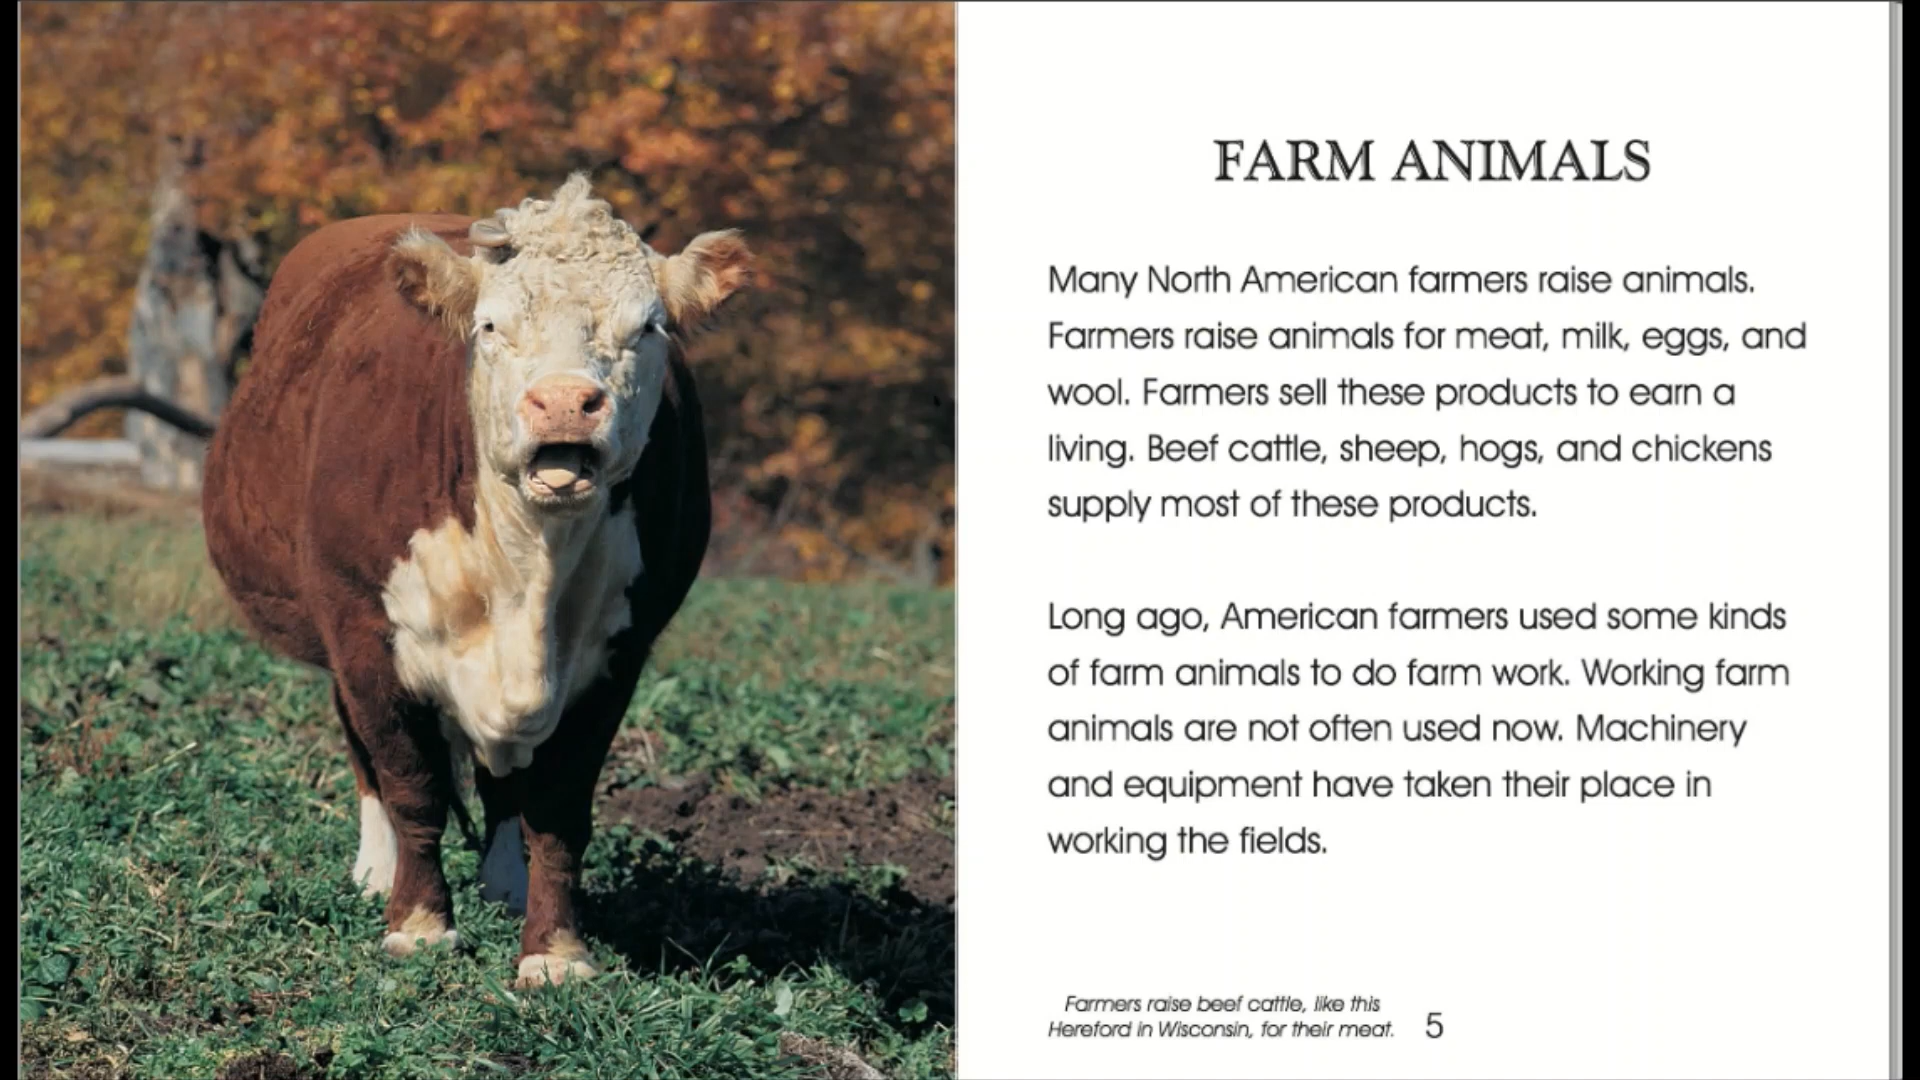 FARM ANIMALS
Many North American farmers raise animals.
Farmers raise animals for meat, milk, eggs, and
wool. Farmers sell these products to earn a
living. Beef cattle, sheep, hogs, and chickens
supply most of these products.
Long ago, American farmers used some kinds
of farm animals to do farm work. Working farm
animals are not often used now. Machinery
and equipment have taken their place in
working the fields.
Farmers raise beef cattle, like this
Hereford in Wisconsin, for their meat.
5